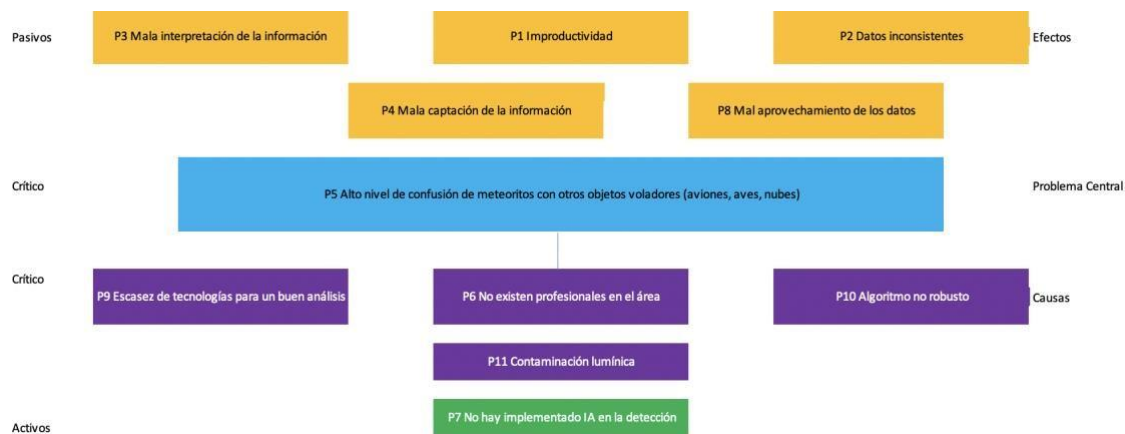 Pasivos
P3 Mala interpretación de la información
P1 Improductividad
P2 Datos inconsistentes
Efectos
P4 Mala captación de la información
P8 Mal aprovechamiento de los datos
Crítico
P5 Alto nivel de confusión de meteoritos con otros objetos voladores (aviones, aves, nubes)
Problema Central
Crítico
P9 Escasez de tecnologías para un buen análisis
P6 No existen profesionales en el área
P10 Algoritmo no robusto
Causas
P11 Contaminación lumínica
P7 No hay implementado IA en la detección
Activos